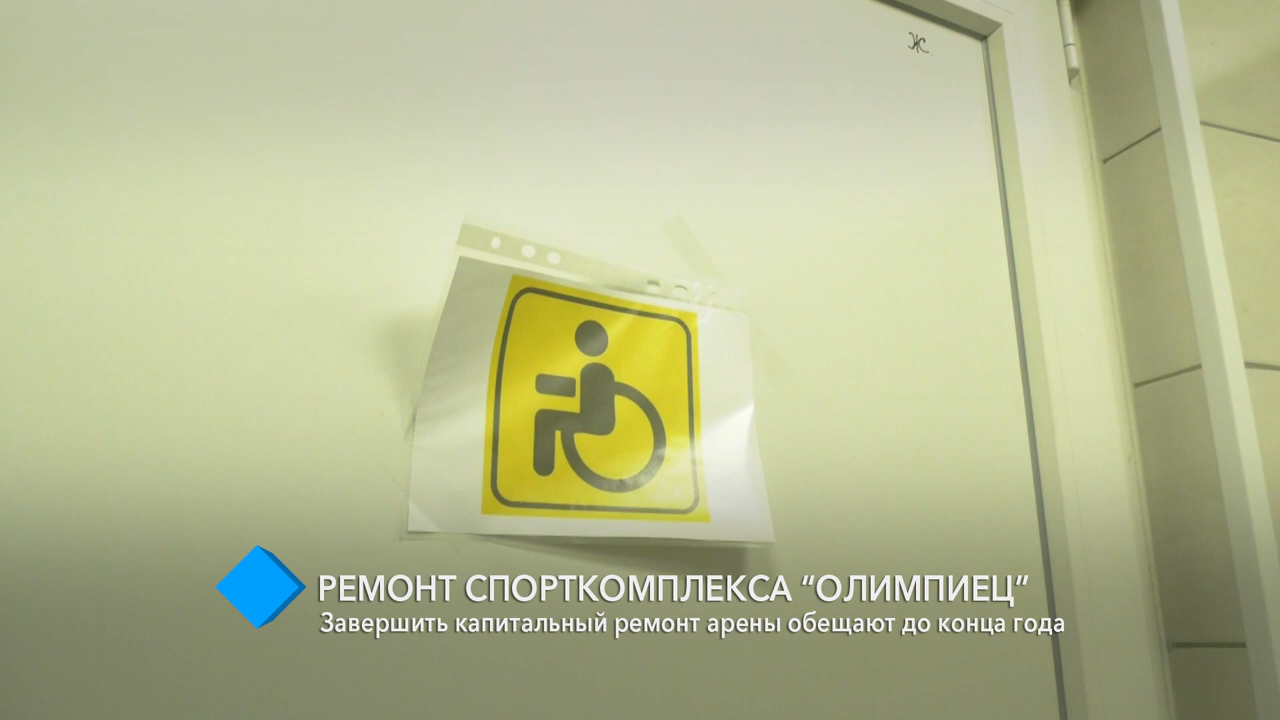 Ж.
РЕМОНТ СПОРТКОМПЛЕКСА “ОЛИМПИЕЦ”
Завершить капитальный ремонт арены обещают до конца года